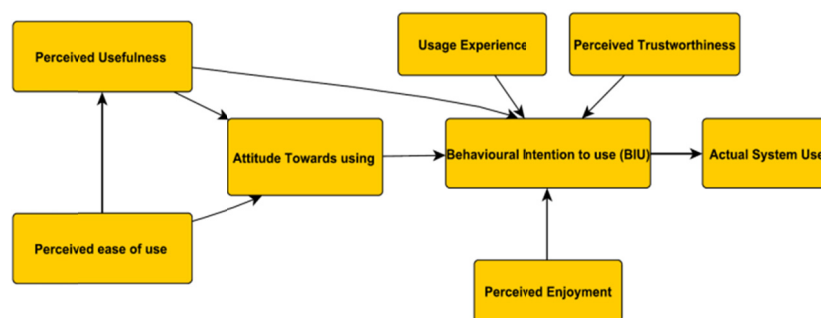 Usage Experience
Perceived Trustworthiness
Perceived Usefulness
Attitude Towards using
Behavioural Intention to use (BIU)
Actual System Use
Perceived ease of use
Perceived Enjoyment